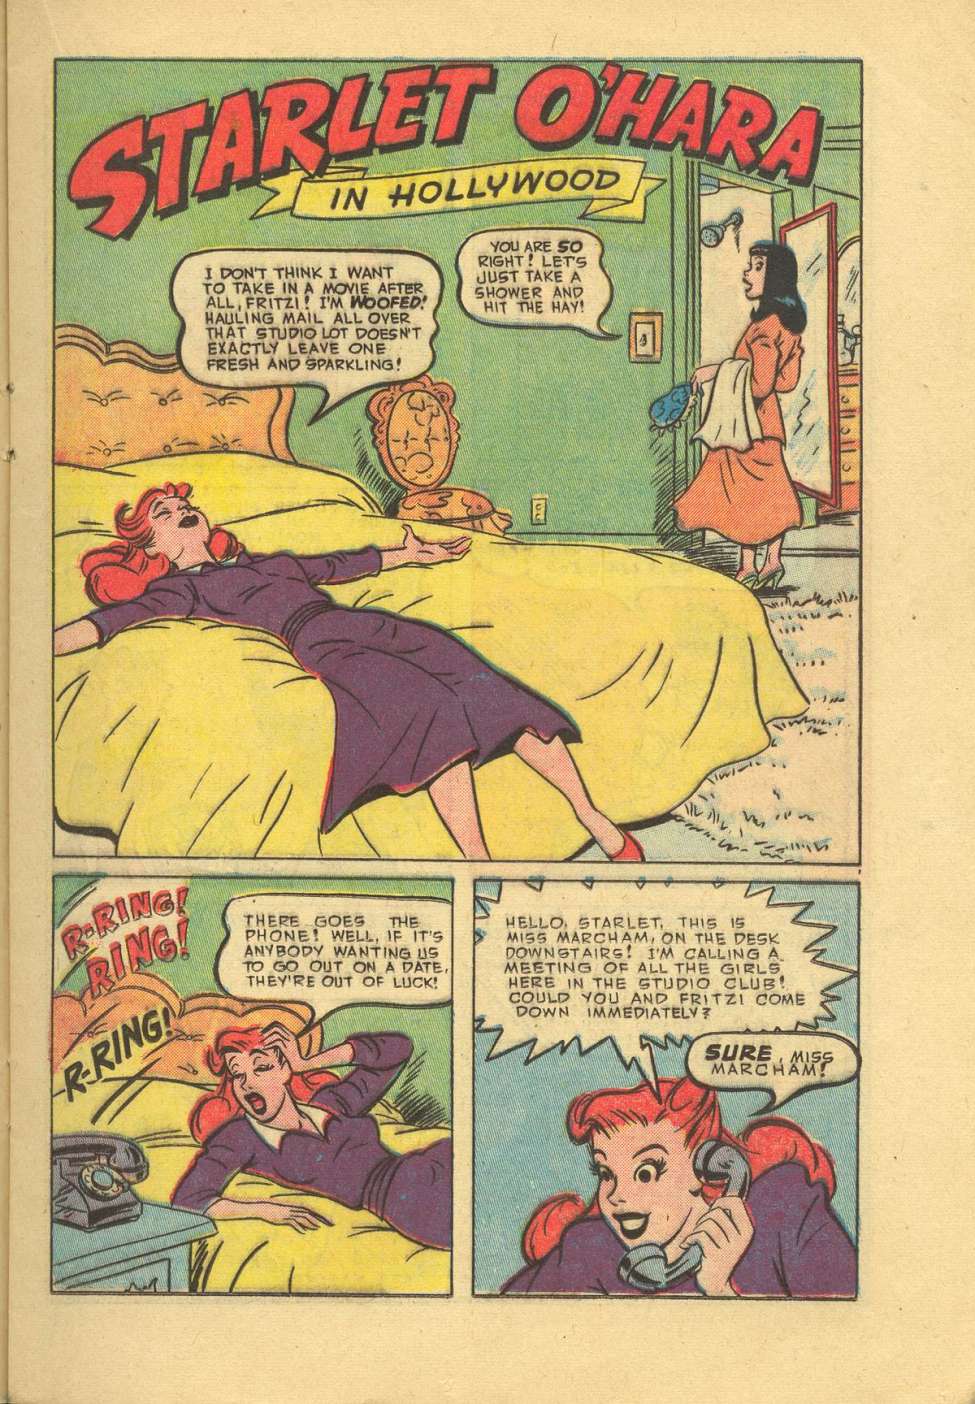 STARLET O'HARA
IN HOLLYWOOD
I DON'T THINK I WANT
TO TAKE IN A MOVIE AFTER
ALL, FRITZI! I'M WOOFED!
HAULING MAIL ALL OVER
THAT STUDIO LOT DOESN'T
EXACTLY LEAVE ONE
FRESH AND SPARKLING!
YOU ARE SO
RIGHT! LET'S
JUST TAKE A
SHOWER AND
HIT THE HAY!
R-RING!
RING!
R-RING!
THERE GOES THE
PHONE! WELL, IF IT'S
ANYBODY WANTING US
TO GO OUT ON A DATE,
THEY'RE OUT OF LUCK!
HELLO, STARLET, THIS IS
MISS MARCHAM, ON THE DESK
DOWNSTAIRS! I'M CALLING A
MEETING OF ALL THE GIRLS
HERE IN THE STUDIO CLUB!
COULD YOU AND FRITZI COME
DOWN IMMEDIATELY?
SURE, MISS
MARCHAM!